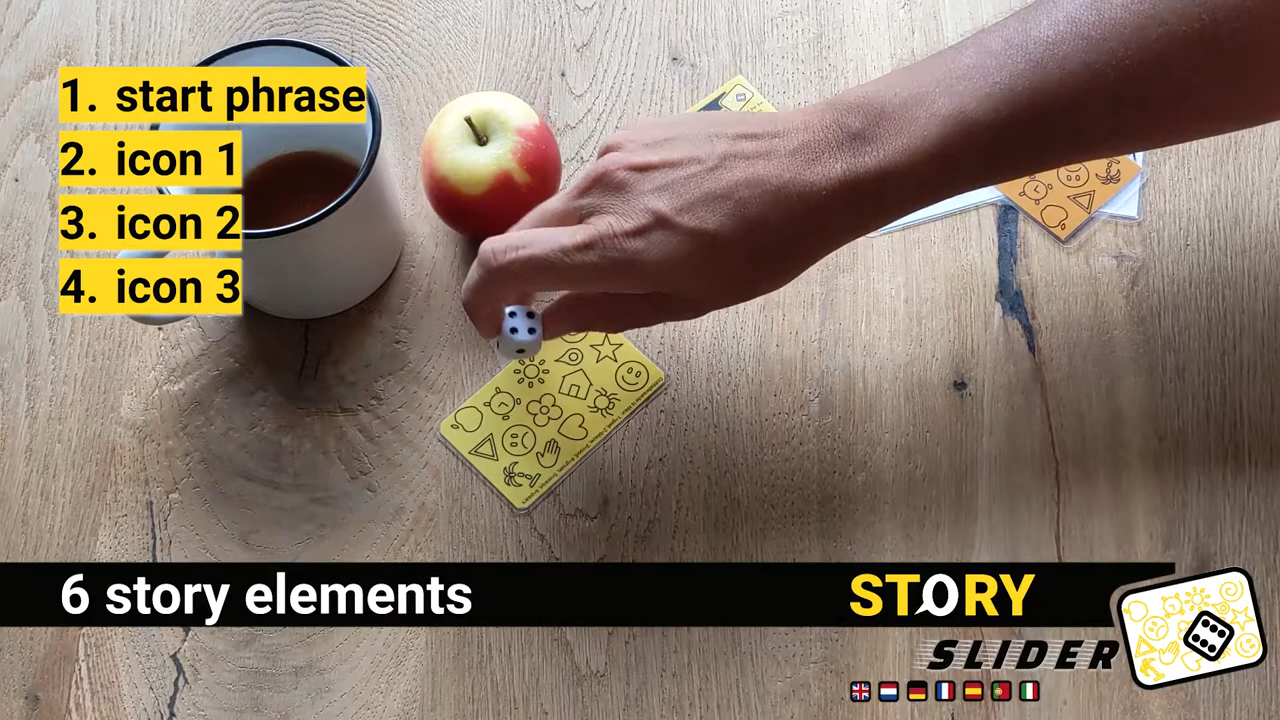 1. start phrase
2. icon 1
3. icon 2
4. icon 3
6 story elements
STORY
SLIDER